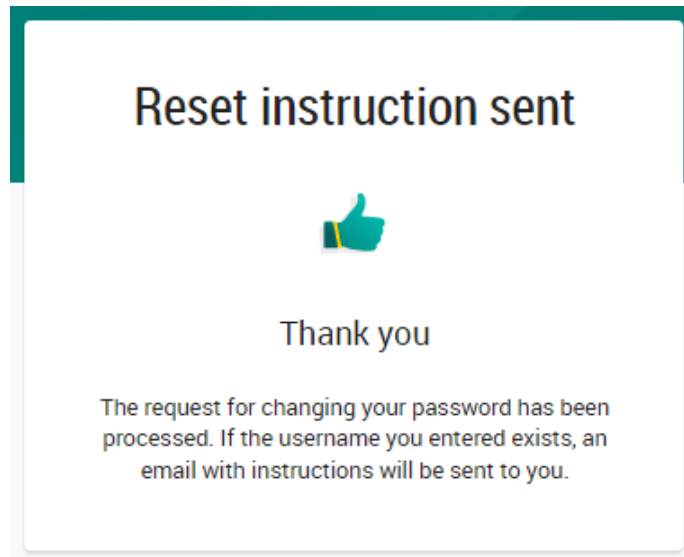 Reset instruction sent
Thank you
The request for changing your password has been
processed. If the username you entered exists, an
email with instructions will be sent to you.